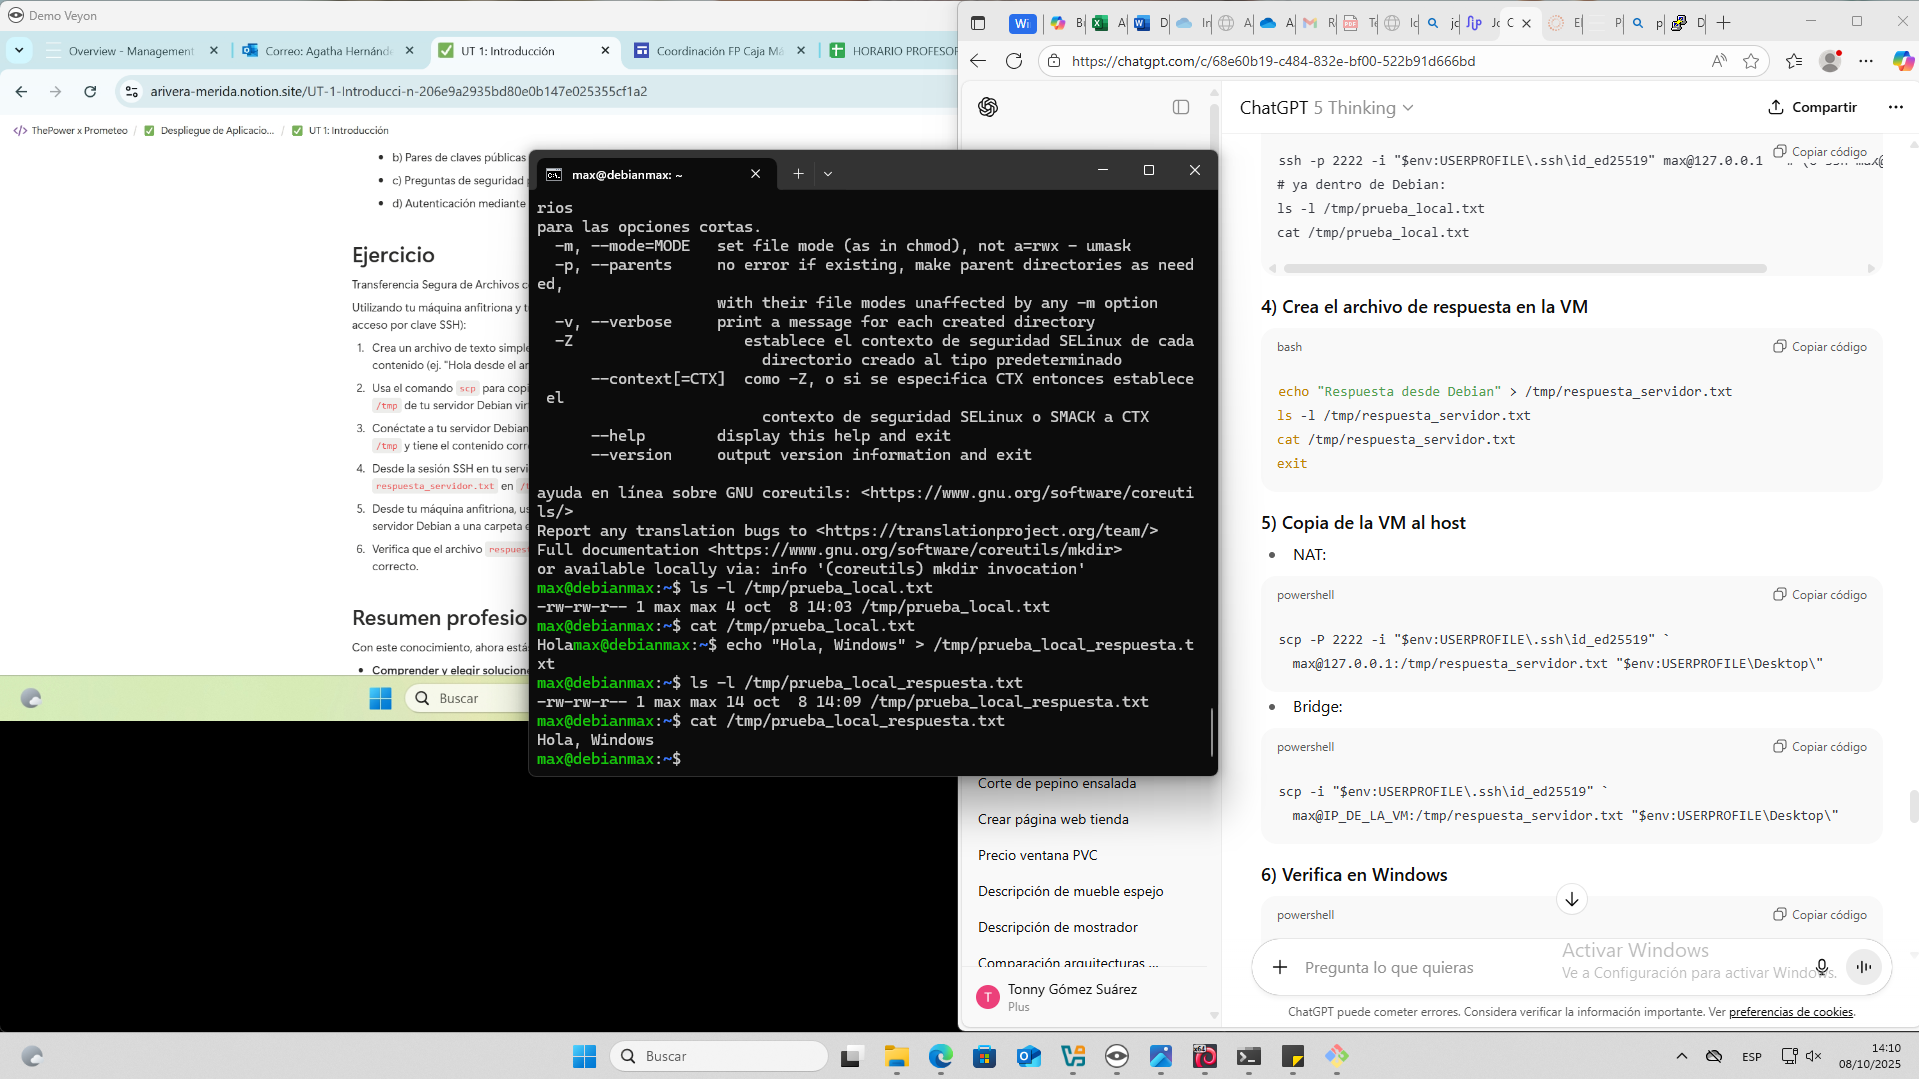 Demo Veyon
Overview - Management
Correo: Agatha Hernánde
UT 1: Introducción
Coordinación FP Caja Má
HORARIO PROFESOR
arivera-merida.notion.site/UT-1-Introducci-n-206e9a2935bd80e0b147e025355cf1a2
ThePower x Prometeo / Despliegue de Aplicacio... / UT 1: Introducción
b) Pares de claves públicas
c) Preguntas de seguridad
d) Autenticación mediante
Ejercicio
Transferencia Segura de Archivos
Utilizando tu máquina anfitriona y
acceso por clave SSH):
1. Crea un archivo de texto simple
contenido (ej. "Hola desde el
2. Usa el comando scp para
/tmp de tu servidor Debian
3. Conéctate a tu servidor Debian
/tmp y tiene el contenido
4. Desde la sesión SSH en tu
respuesta_servidor.txt en
5. Desde tu máquina anfitriona,
servidor Debian a una carpeta
6. Verifica que el archivo
correcto.
Resumen
Con este conocimiento, ahora
Comprender y elegir
Buscar
max@debianmax: ~
rios
para las opciones cortas.
-m, --mode=MODE   set file mode (as in chmod), not a=rwx - umask
-p, --parents     no error if existing, make parent directories as need
ed,
with their file modes unaffected by any -m option
-v, --verbose     print a message for each created directory
-Z                   establece el contexto de seguridad SELinux de cada
directorio creado al tipo predeterminado
--context[=CTX]  como -Z, o si se especifica CTX entonces establece
el
contexto de seguridad SELinux o SMACK a CTX
--help        display this help and exit
--version     output version information and exit
ayuda en línea sobre GNU coreutils: <https://www.gnu.org/software/coreuti
ls/>
Report any translation bugs to <https://translationproject.org/team/>
Full documentation <https://www.gnu.org/software/coreutils/mkdir>
or available locally via: info '(coreutils) mkdir invocation'
max@debianmax:~$ ls -l /tmp/prueba_local.txt
-rw-rw-r-- 1 max max 4 oct  8 14:03 /tmp/prueba_local.txt
max@debianmax:~$ cat /tmp/prueba_local.txt
Holamax@debianmax:~$ echo "Hola, Windows" > /tmp/prueba_local_respuesta.t
xt
max@debianmax:~$ ls -l /tmp/prueba_local_respuesta.txt
-rw-rw-r-- 1 max max 14 oct  8 14:09 /tmp/prueba_local_respuesta.txt
max@debianmax:~$ cat /tmp/prueba_local_respuesta.txt
Hola, Windows
max@debianmax:~$
Wi
https://chatgpt.com/c/68e60b19-c484-832e-bf00-522b91d666bd
ChatGPT 5 Thinking
Compartir
Copiar código
ssh -p 2222 -i "$env:USERPROFILE\.ssh\id_ed25519" max@127.0.0.1
# ya dentro de Debian:
ls -l /tmp/prueba_local.txt
cat /tmp/prueba_local.txt
4) Crea el archivo de respuesta en la VM
bash
Copiar código
echo "Respuesta desde Debian" > /tmp/respuesta_servidor.txt
ls -l /tmp/respuesta_servidor.txt
cat /tmp/respuesta_servidor.txt
exit
5) Copia de la VM al host
NAT:
powershell
Copiar código
scp -P 2222 -i "$env:USERPROFILE\.ssh\id_ed25519" `
max@127.0.0.1:/tmp/respuesta_servidor.txt "$env:USERPROFILE\Desktop\"
Bridge:
powershell
Copiar código
scp -i "$env:USERPROFILE\.ssh\id_ed25519" `
max@IP_DE_LA_VM:/tmp/respuesta_servidor.txt "$env:USERPROFILE\Desktop\"
6) Verifica en Windows
powershell
Copiar código
Corte de pepino ensalada
Crear página web tienda
Precio ventana PVC
Descripción de mueble espejo
Descripción de mostrador
Comparación arquitecturas ...
T
Tonny Gómez Suárez
Plus
Pregunta lo que quieras
Activar Windows
Ve a Configuración para activar Windows.
ChatGPT puede cometer errores. Considera verificar la información importante. Ver preferencias de cookies.
Buscar
ESP
14:10
08/10/2025